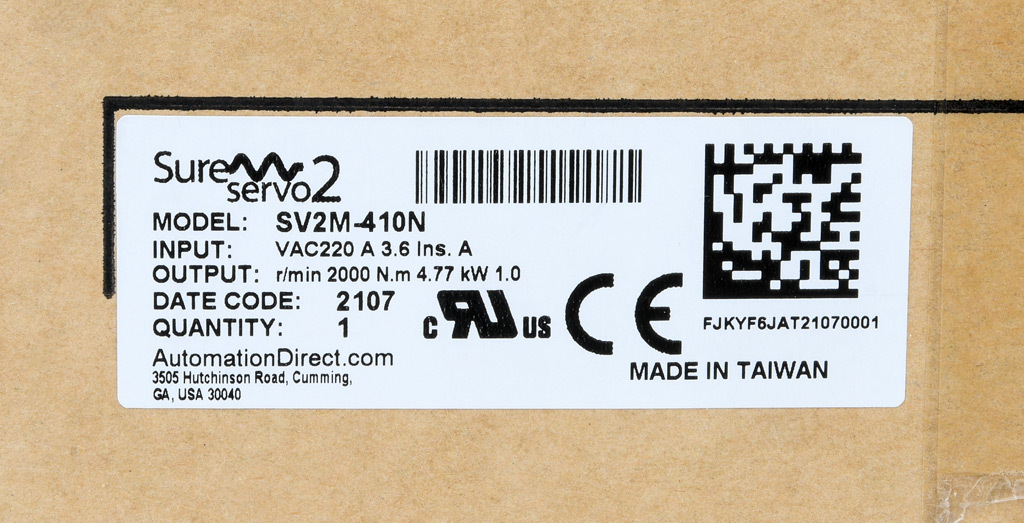 Sure servo2
MODEL: SV2M-410N
INPUT: VAC220 A 3.6 Ins. A
OUTPUT: r/min 2000 N.m 4.77 kW 1.0
DATE CODE: 2107
QUANTITY: 1
c RU US CE
FJKYF6JAT21070001
AutomationDirect.com
MADE IN TAIWAN
3505 Hutchinson Road, Cumming,
GA, USA 30040